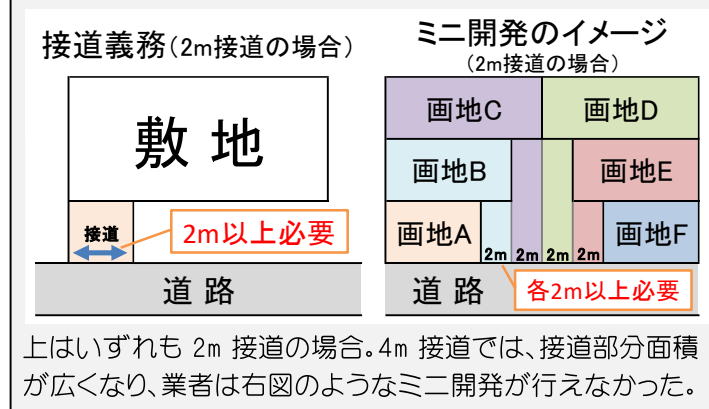 接道義務(2m接道の場合)
敷地
接道
2m以上必要
道路
ミニ開発のイメージ
(2m接道の場合)
画地C
画地D
画地B
画地E
画地A
画地F
2m 2m 2m 2m
道路
各2m以上必要
上はいずれも 2m 接道の場合。4m 接道では、接道部分面積
が広くなり、業者は右図のようなミニ開発が行えなかった。